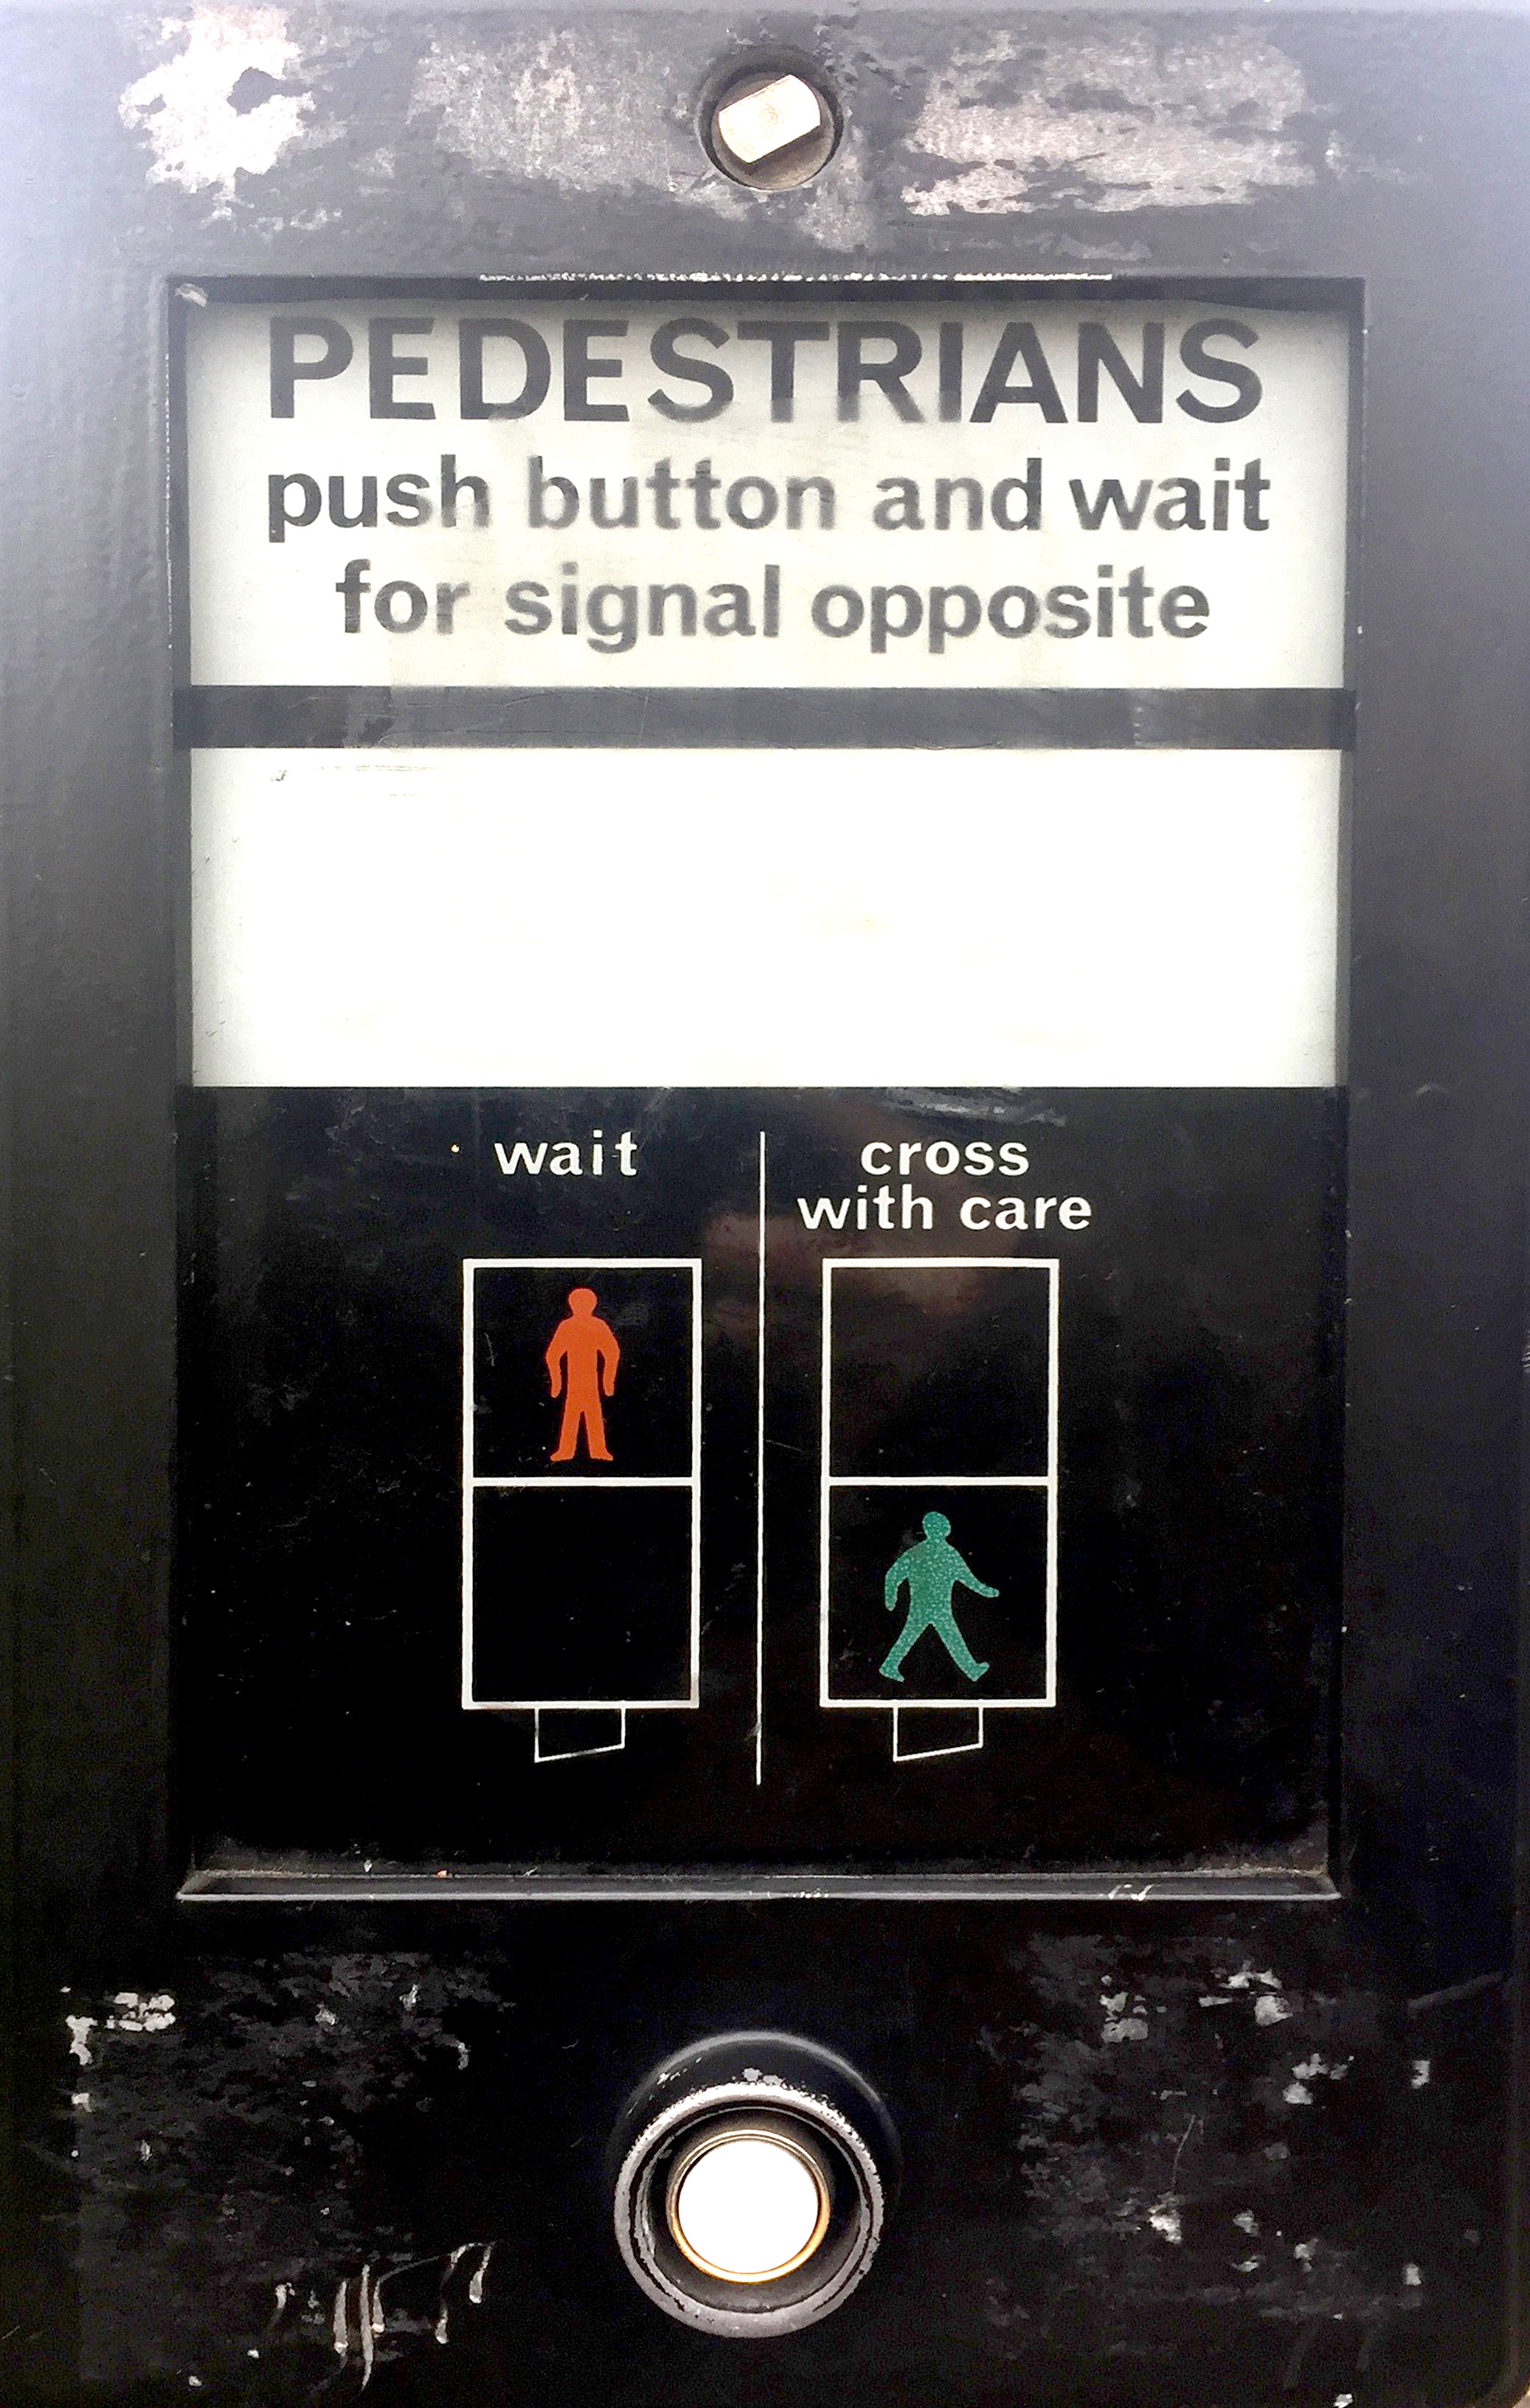 PEDESTRIANS
push button and wait
for signal opposite
wait
cross
with care